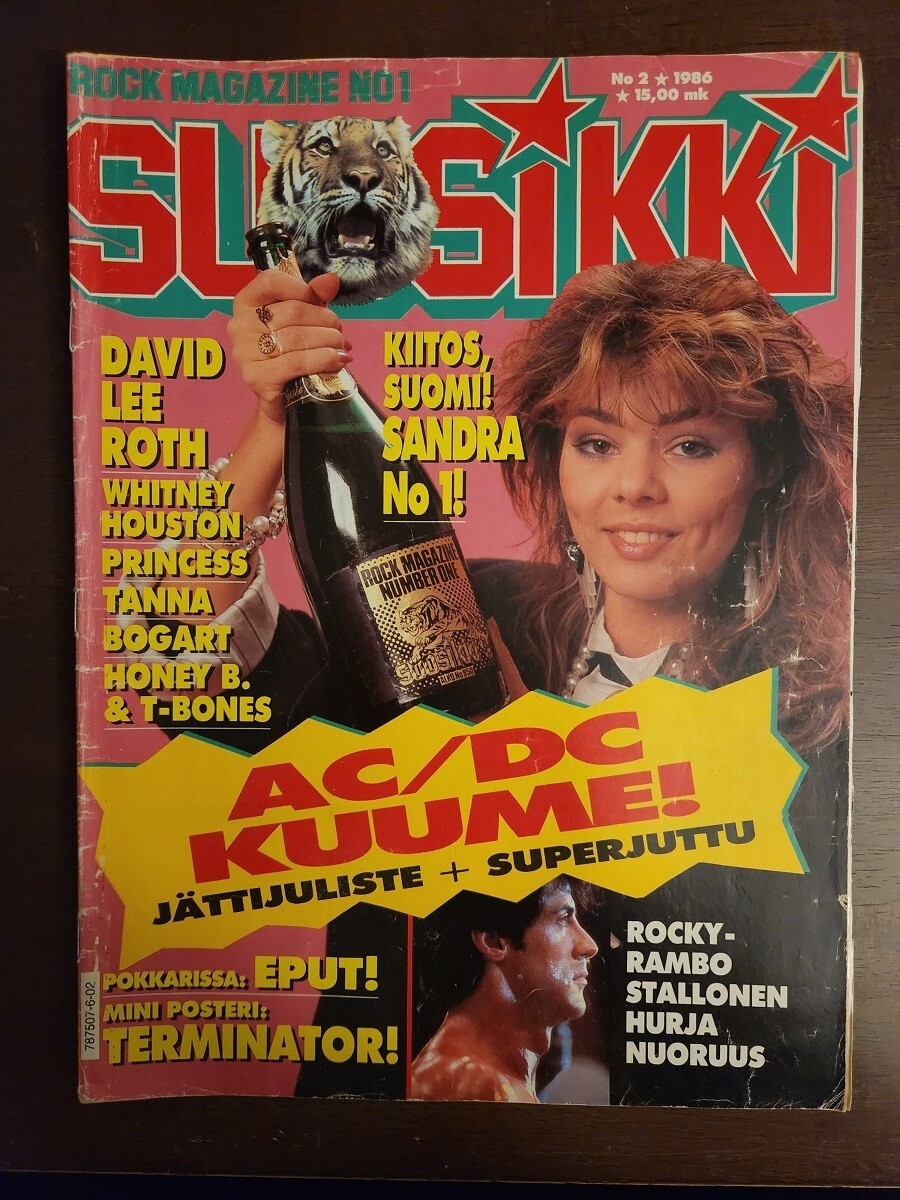 ROCK MAGAZINE NO 1
No 2 ★ 1986
★ 15,00 mk
SUOSIKKI
DAVID
LEE
ROTH
WHITNEY
HOUSTON
PRINCESS
TANNA
BOGART
HONEY B.
& T-BONES
KIITOS,
SUOMI!
SANDRA
No 1!
ROCK MAGAZINE
NUMBER ONE
SUOSIKKI
AC/DC
KUUME!
JÄTTIJULISTE + SUPERJUTTU
POKKARISSA: EPUT!
MINI POSTERI:
TERMINATOR!
ROCKY-
RAMBO
STALLONEN
HURJA
NUORUUS
787507-6-02